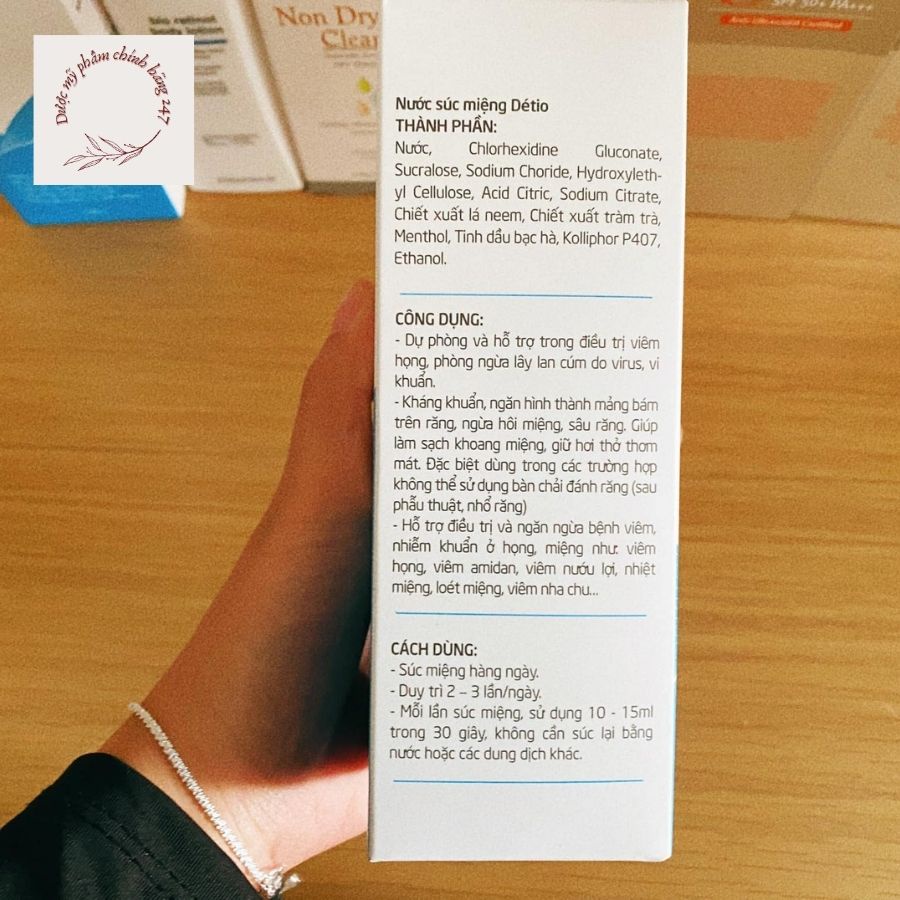 Dược mỹ phẩm chính hãng 247
Non Dry
Clean
SPF 50+ PA+++
Nước súc miệng Détio
THÀNH PHẦN:
Nước, Chlorhexidine Gluconate,
Sucralose, Sodium Choride, Hydroxyleth-
yl Cellulose, Acid Citric, Sodium Citrate,
Chiết xuất lá neem, Chiết xuất tràm trà,
Menthol, Tinh dầu bạc hà, Kolliphor P407,
Ethanol.
CÔNG DỤNG:
- Dự phòng và hỗ trợ trong điều trị viêm
họng, phòng ngừa lây lan cúm do virus, vi
khuẩn.
- Kháng khuẩn, ngăn hình thành mảng bám
trên răng, ngừa hôi miệng, sâu răng. Giúp
làm sạch khoang miệng, giữ hơi thở thơm
mát. Đặc biệt dùng trong các trường hợp
không thể sử dụng bàn chải đánh răng (sau
phẫu thuật, nhổ răng)
- Hỗ trợ điều trị và ngăn ngừa bệnh viêm,
nhiễm khuẩn ở họng, miệng như: viêm
họng, viêm amidan, viêm nướu lợi, nhiệt
miệng, loét miệng, viêm nha chu...
CÁCH DÙNG:
- Súc miệng hàng ngày.
- Duy trì 2 – 3 lần/ngày.
- Mỗi lần súc miệng, sử dụng 10 - 15ml
trong 30 giây, không cần súc lại bằng
nước hoặc các dung dịch khác.